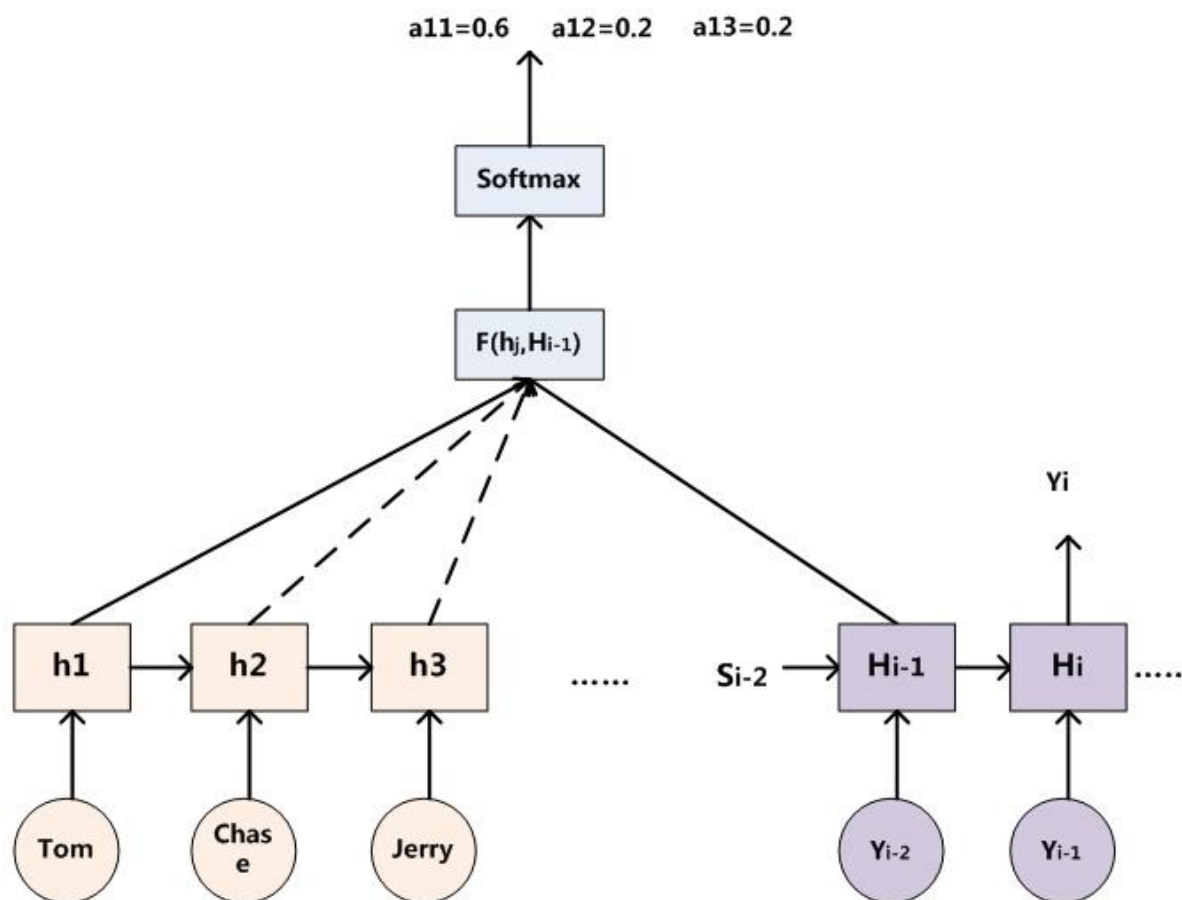 a11=0.6 a12=0.2 a13=0.2
Softmax
F(hj,Hi-1)
Yi
h1 h2 h3 ...... Si-2 Hi-1 Hi .....
Tom Chas
e Jerry Yi-2 Yi-1